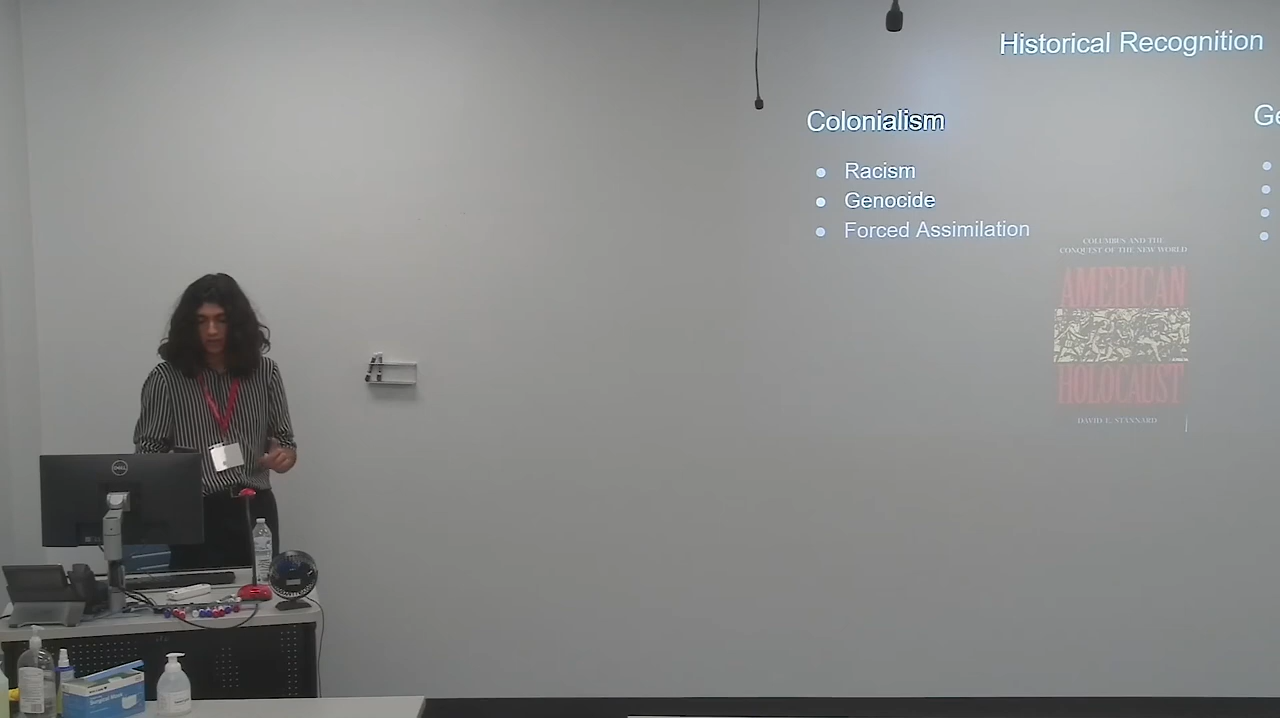 Historical Recognition
Colonialism
Ge
Racism
Genocide
Forced Assimilation
COLUMBUS AND THE
CONQUEST OF THE NEW WORLD
AMERICAN
HOLOCAUST
DAVID E. STANNARD
DELL